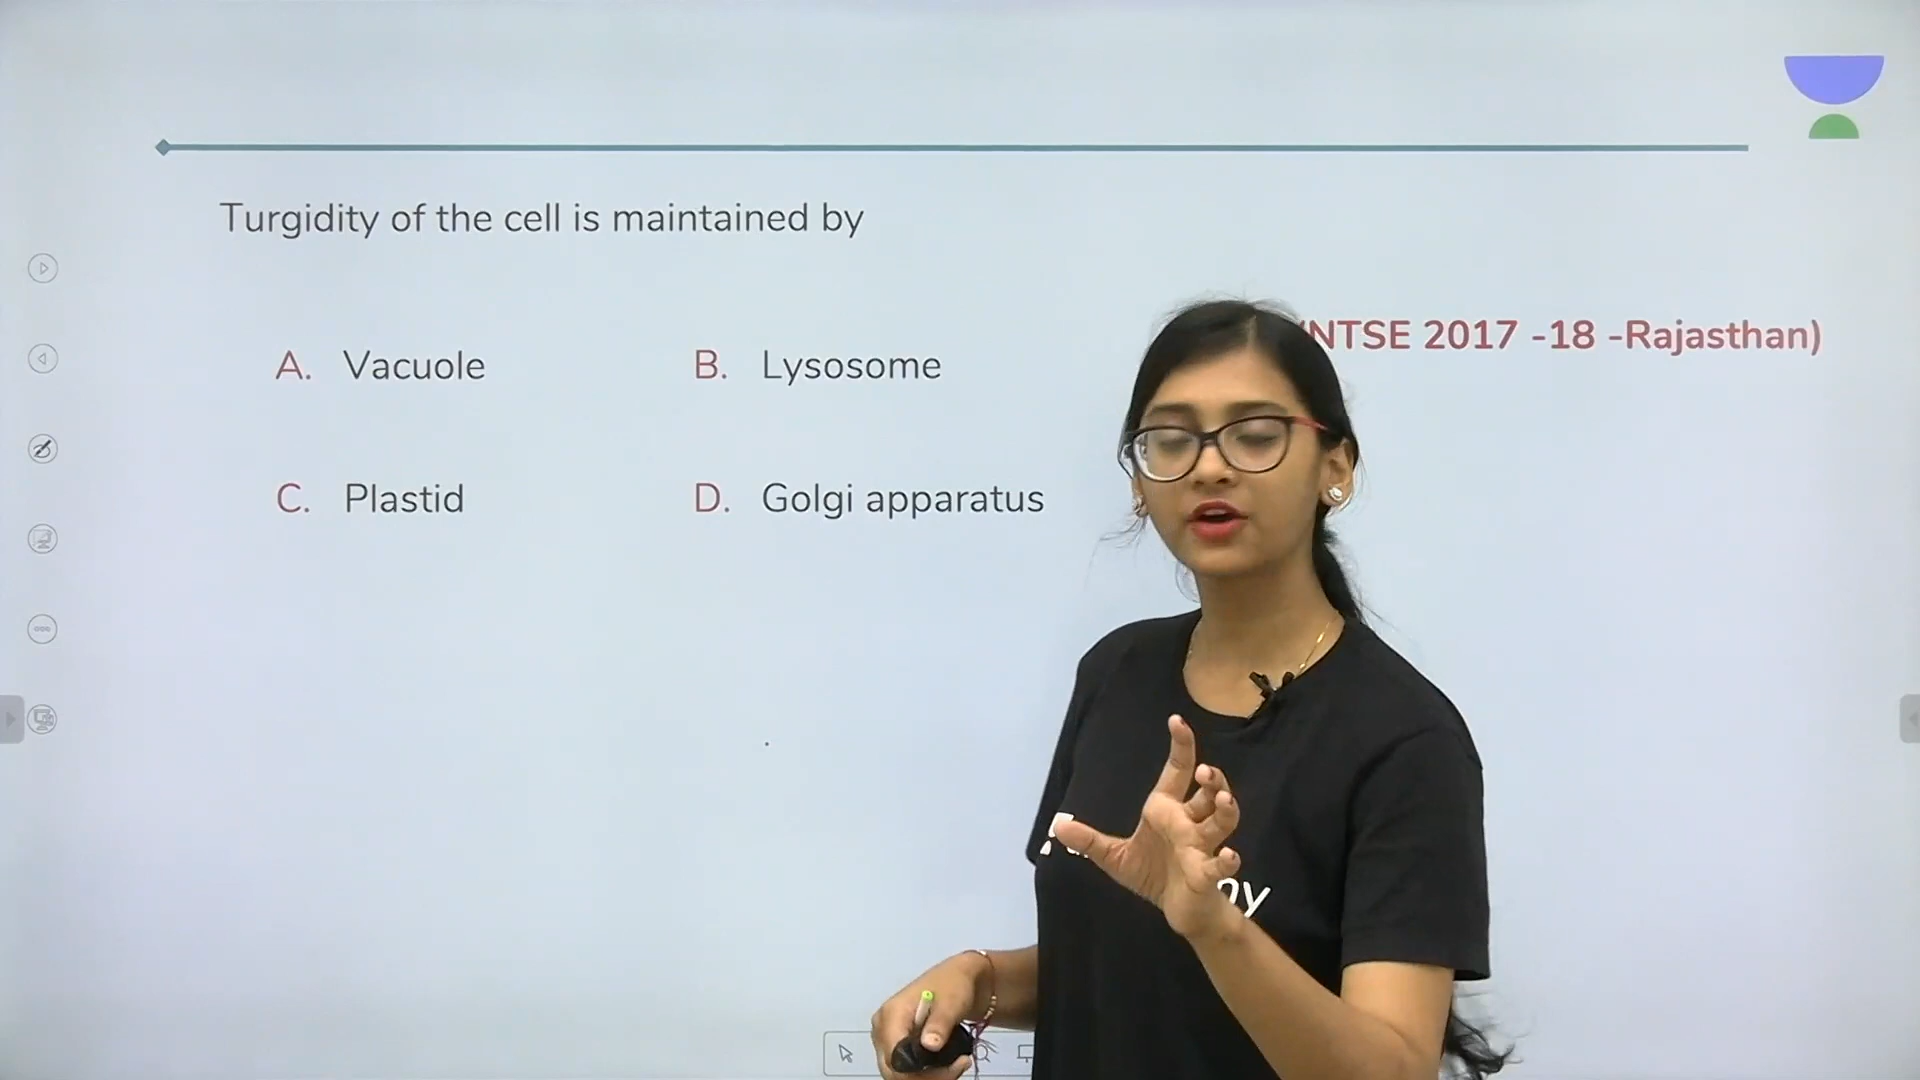 Turgidity of the cell is maintained by
NTSE 2017 -18 -Rajasthan)
A. Vacuole
B. Lysosome
C. Plastid
D. Golgi apparatus